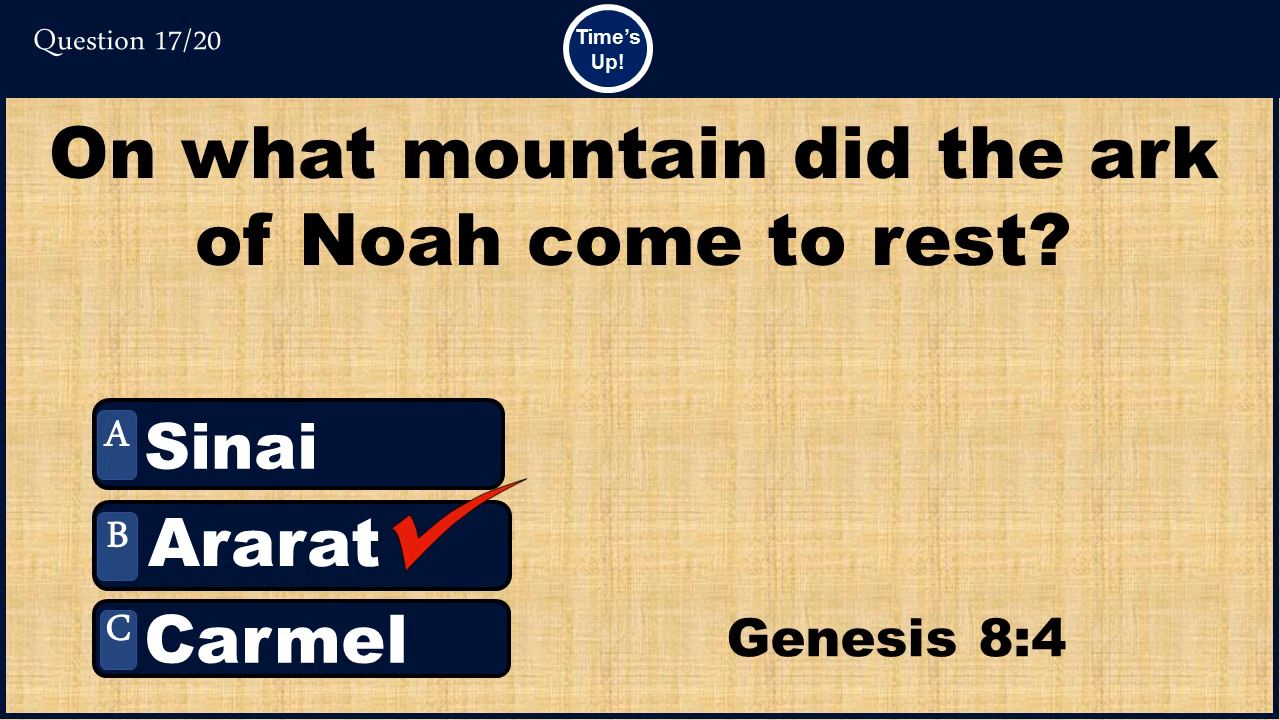 Question 17/20
Time's
Up!
On what mountain did the ark
of Noah come to rest?
A Sinai
B Ararat
C Carmel
Genesis 8:4